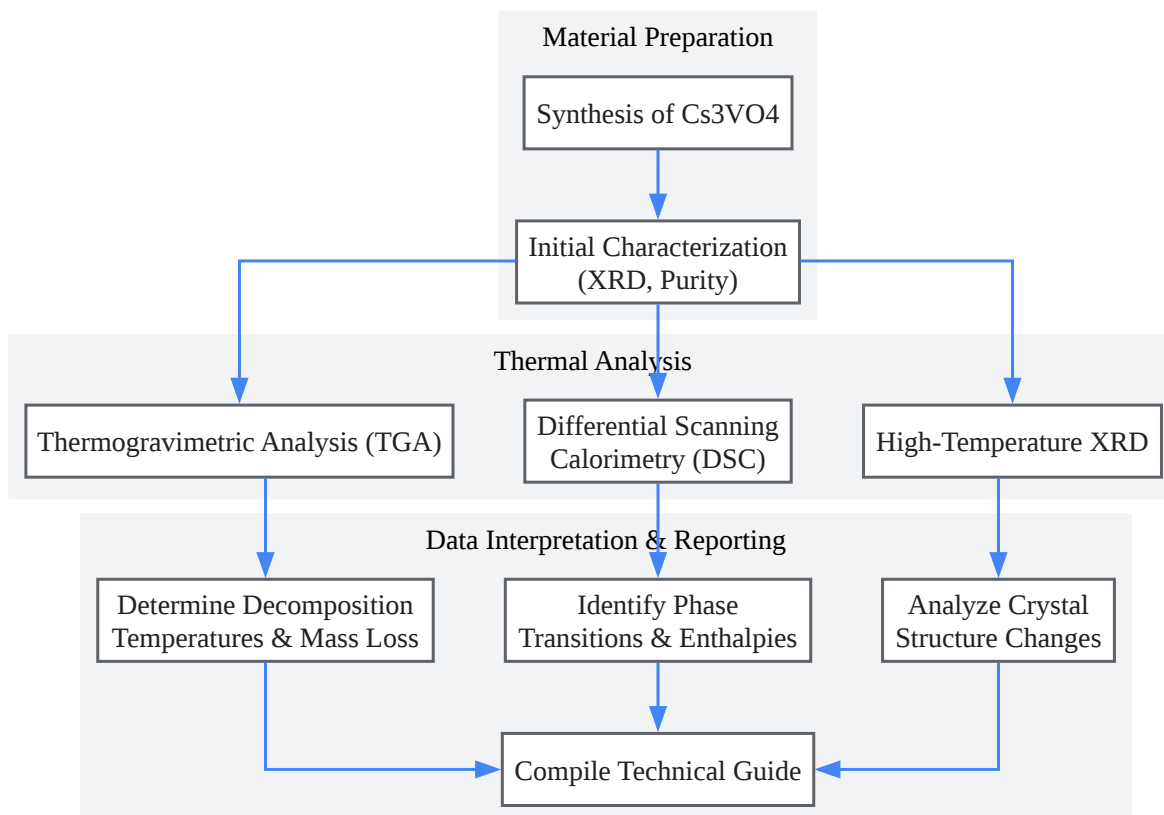 Material Preparation
Synthesis of Cs3VO4
Initial Characterization
(XRD, Purity)
Thermal Analysis
Thermogravimetric Analysis (TGA)
Differential Scanning
Calorimetry (DSC)
High-Temperature XRD
Data Interpretation & Reporting
Determine Decomposition
Temperatures & Mass Loss
Identify Phase
Transitions & Enthalpies
Analyze Crystal
Structure Changes
Compile Technical Guide